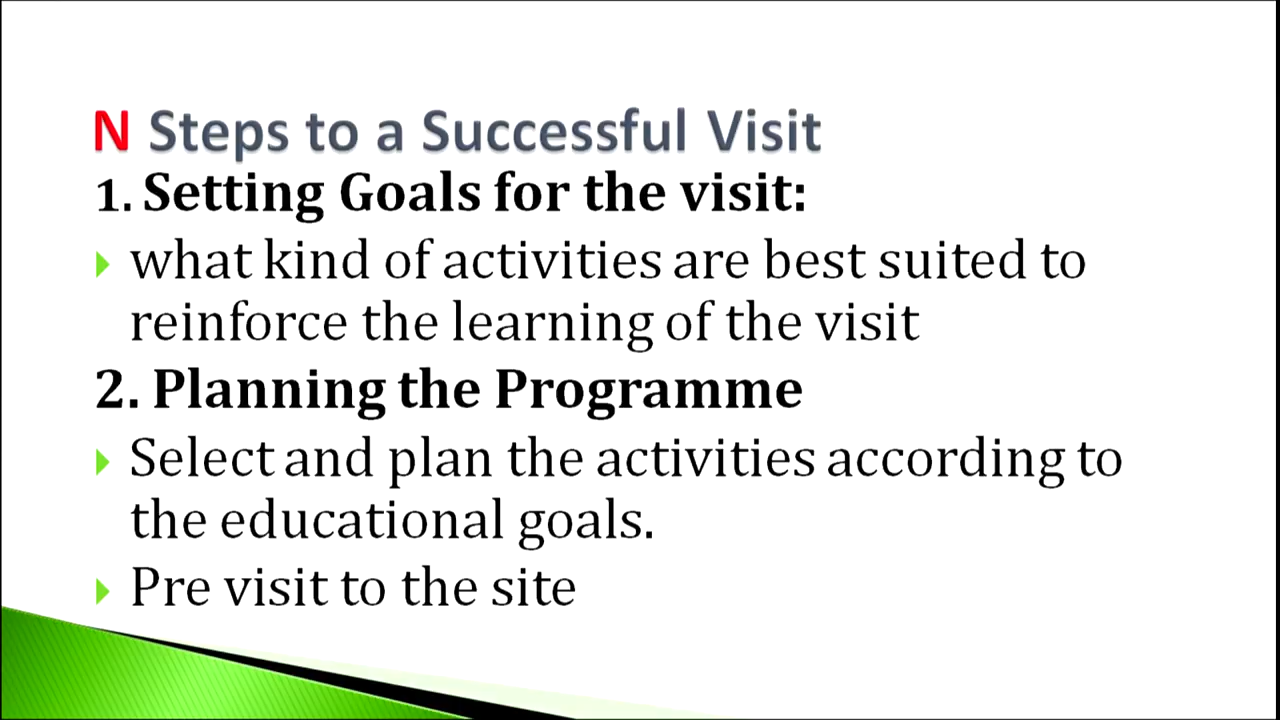 N Steps to a Successful Visit
1. Setting Goals for the visit:
what kind of activities are best suited to
reinforce the learning of the visit
2. Planning the Programme
Select and plan the activities according to
the educational goals.
Pre visit to the site